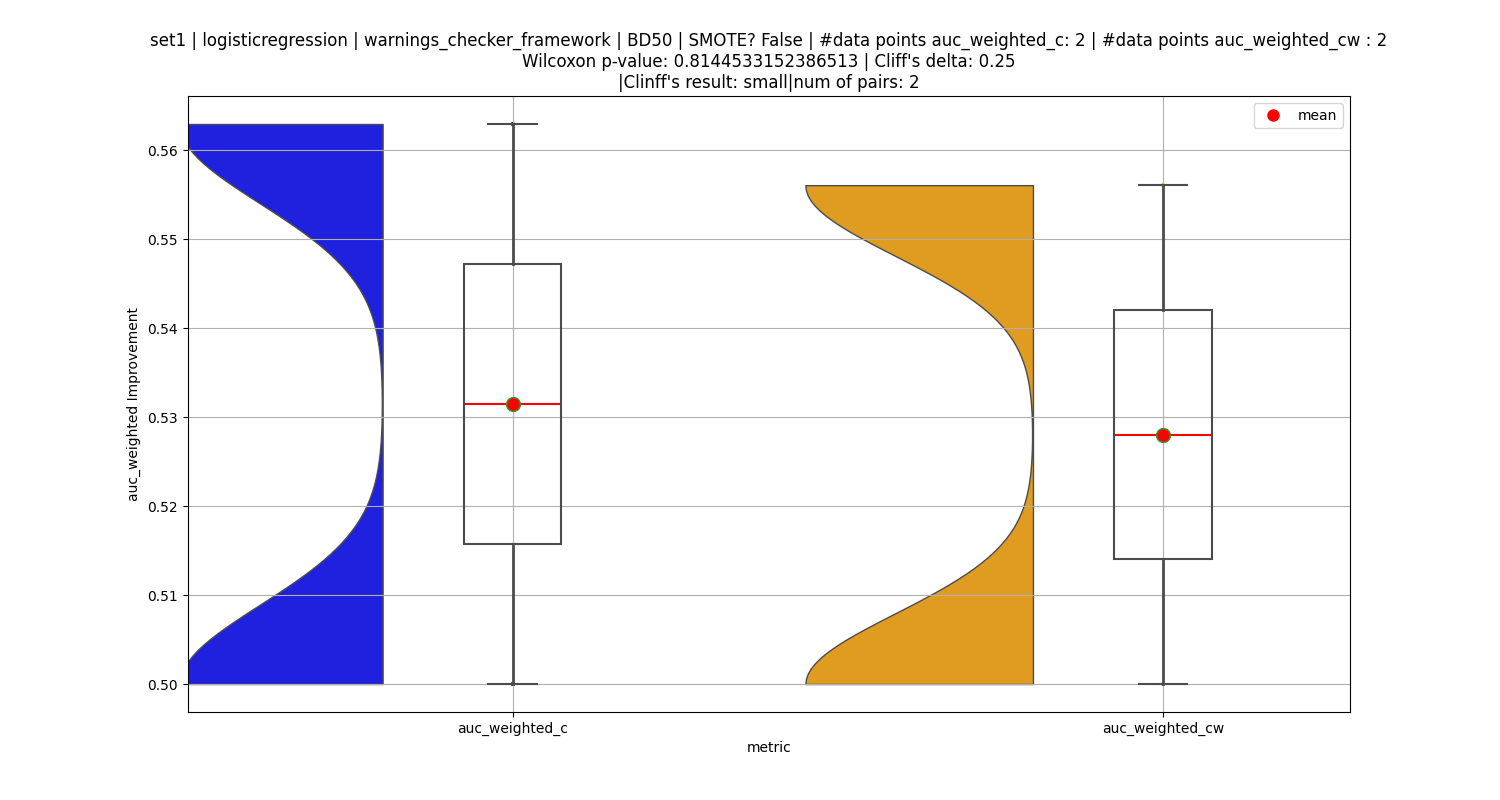 set1 | logisticregression | warnings_checker_framework | BD50 | SMOTE? False | #data points auc_weighted_c: 2 | #data points auc_weighted_cw : 2
Wilcoxon p-value: 0.8144533152386513 | Cliff's delta: 0.25
|Clinff's result: small|num of pairs: 2
mean
auc_weighted Improvement
0.56
0.55
0.54
0.53
0.52
0.51
0.50
auc_weighted_c
auc_weighted_cw
metric